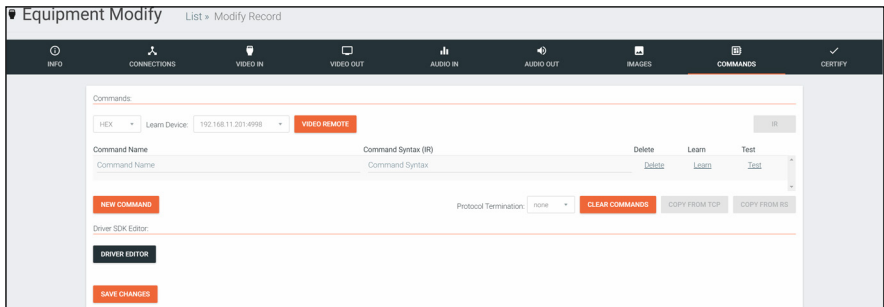 Equipment Modify List » Modify Record
INFO CONNECTIONS VIDEO IN VIDEO OUT AUDIO IN AUDIO OUT IMAGES COMMANDS CERTIFY
Commands:
HEX Learn Device: 192.168.11.201:4998 VIDEO REMOTE IR
Command Name Command Syntax (IR) Delete Learn Test
Command Name Command Syntax Delete Learn Test
NEW COMMAND Protocol Termination: none CLEAR COMMANDS COPY FROM TCP COPY FROM RS
Driver SDK Editor:
DRIVER EDITOR
SAVE CHANGES